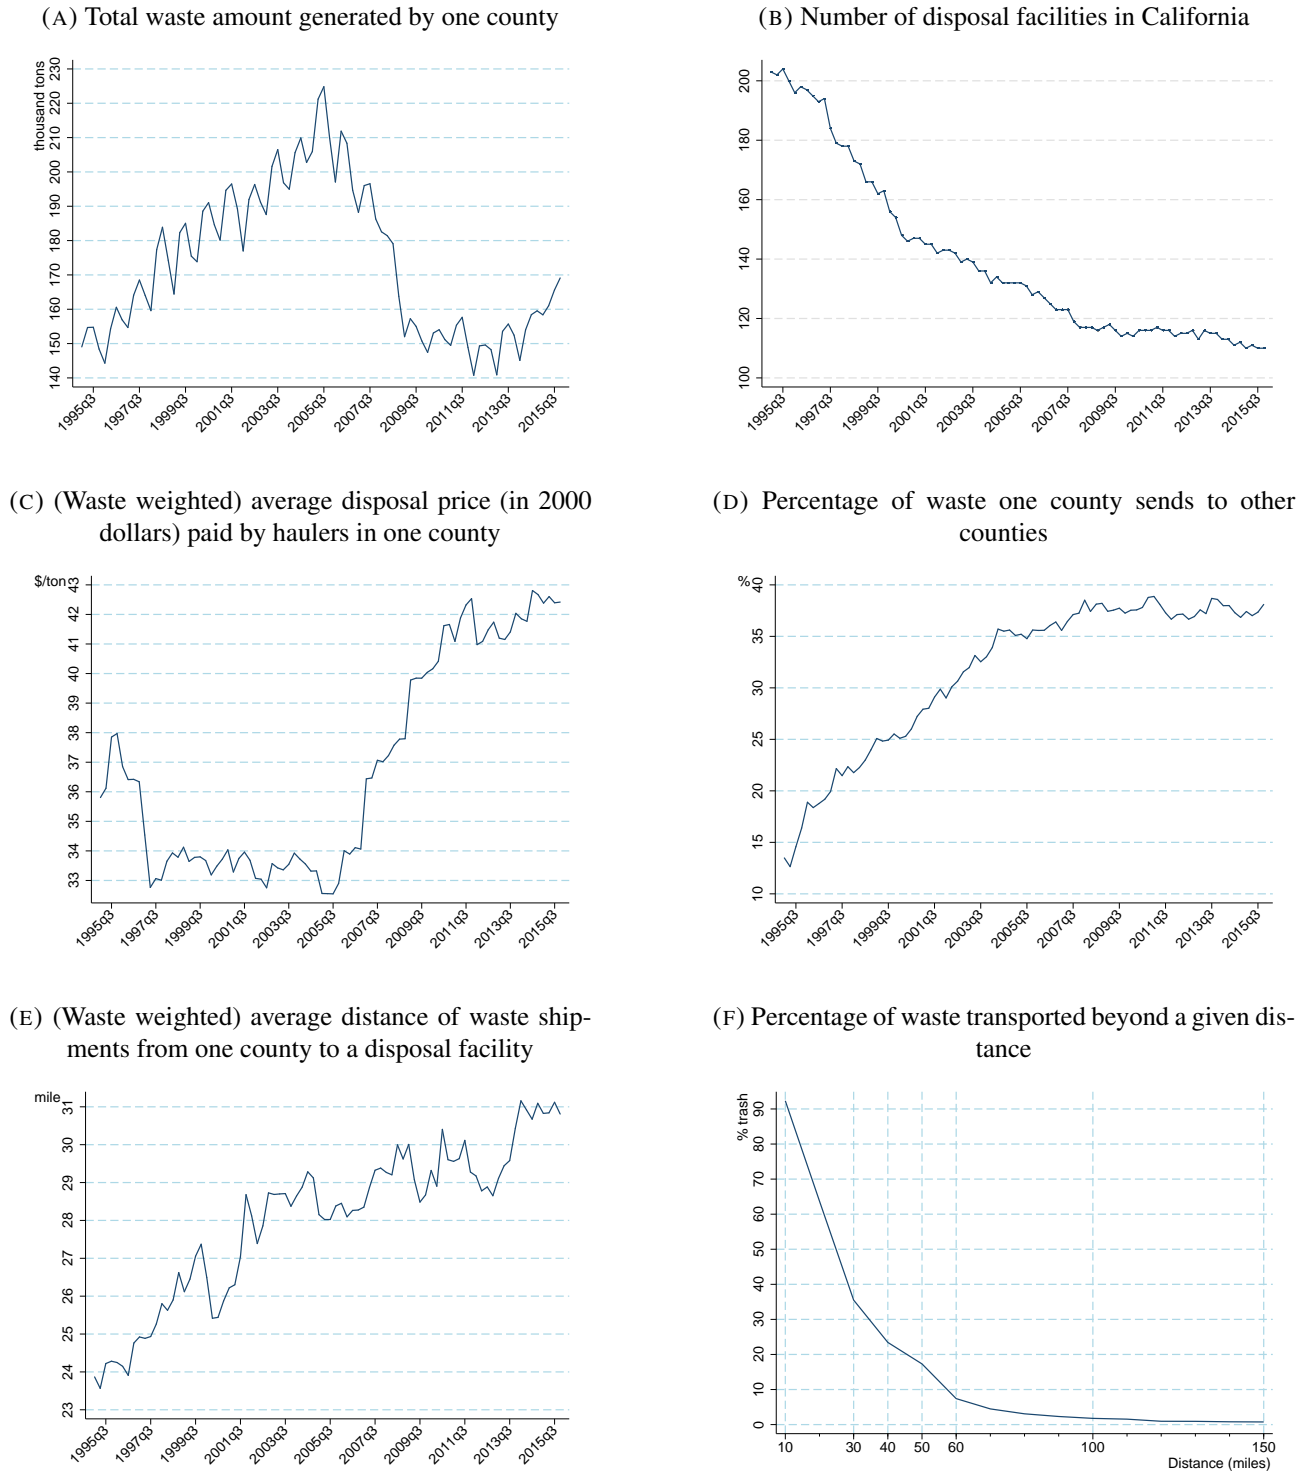 (A) Total waste amount generated by one county
thousand tons
230
220
210
200
190
180
170
160
150
140
1995q3 1997q3 1999q3 2001q3 2003q3 2005q3 2007q3 2009q3 2011q3 2013q3 2015q3
(B) Number of disposal facilities in California
200
180
160
140
120
100
1995q3 1997q3 1999q3 2001q3 2003q3 2005q3 2007q3 2009q3 2011q3 2013q3 2015q3
(C) (Waste weighted) average disposal price (in 2000
dollars) paid by haulers in one county
$/ton
43
42
41
40
39
38
37
36
35
34
33
1995q3 1997q3 1999q3 2001q3 2003q3 2005q3 2007q3 2009q3 2011q3 2013q3 2015q3
(D) Percentage of waste one county sends to other
counties
%
40
35
30
25
20
15
10
1995q3 1997q3 1999q3 2001q3 2003q3 2005q3 2007q3 2009q3 2011q3 2013q3 2015q3
(E) (Waste weighted) average distance of waste ship-
ments from one county to a disposal facility
mile
31
30
29
28
27
26
25
24
23
1995q3 1997q3 1999q3 2001q3 2003q3 2005q3 2007q3 2009q3 2011q3 2013q3 2015q3
(F) Percentage of waste transported beyond a given dis-
tance
% trash
90
80
70
60
50
40
30
20
10
0
10 30 40 50 60 100 150
Distance (miles)